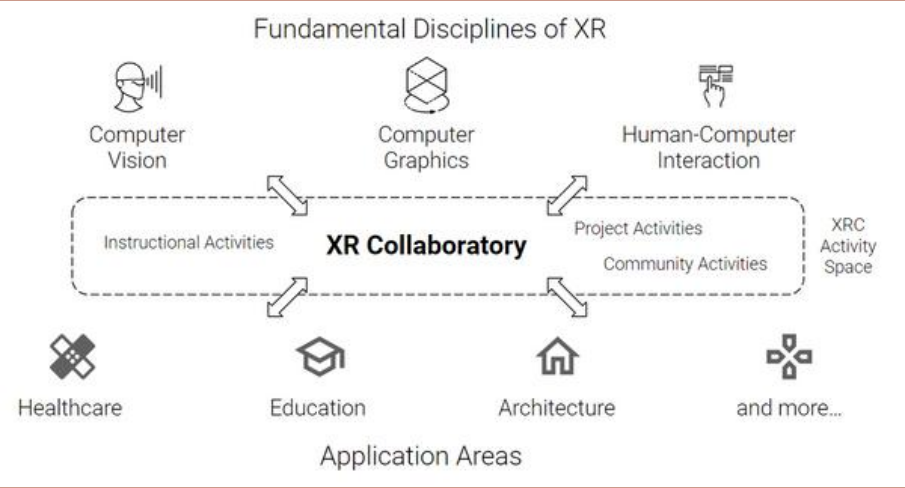 Fundamental Disciplines of XR
Computer
Vision
Computer
Graphics
Human-Computer
Interaction
Instructional Activities
XR Collaboratory
Project Activities
Community Activities
XRC
Activity
Space
Healthcare
Education
Architecture
and more…
Application Areas